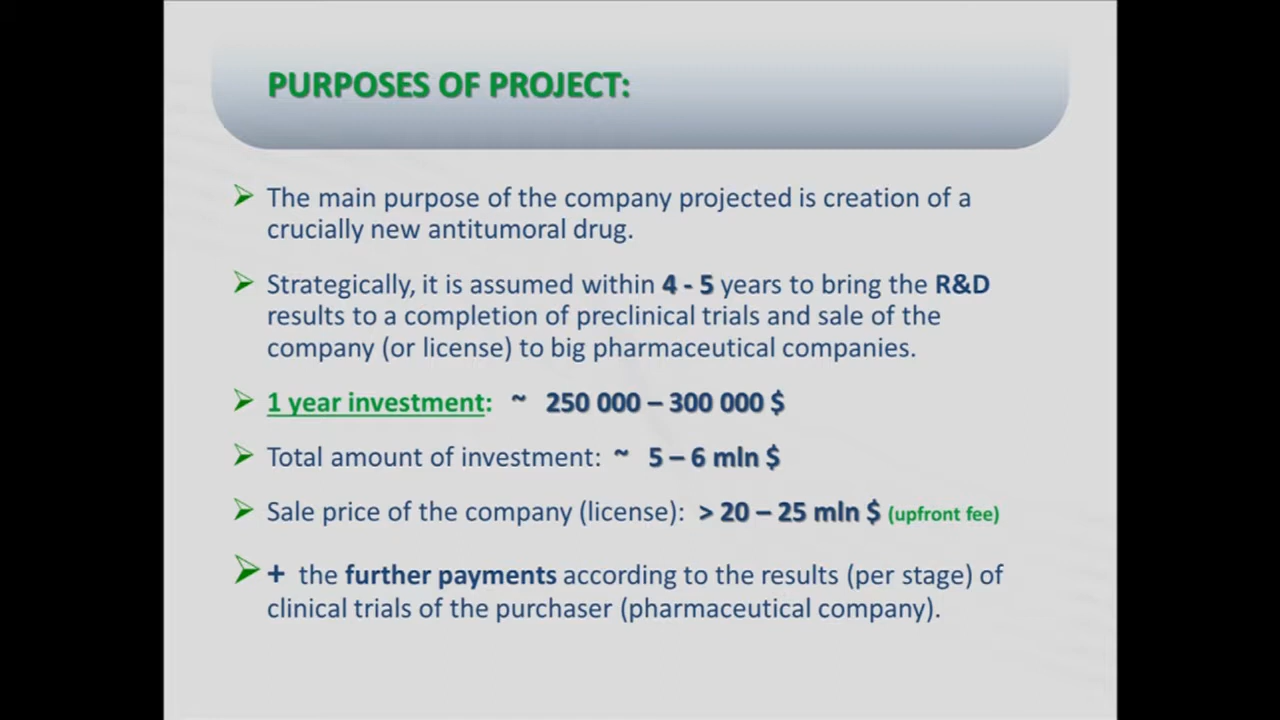 PURPOSES OF PROJECT:
The main purpose of the company projected is creation of a
crucially new antitumoral drug.
Strategically, it is assumed within 4 - 5 years to bring the R&D
results to a completion of preclinical trials and sale of the
company (or license) to big pharmaceutical companies.
1 year investment: ~ 250 000 – 300 000 $
Total amount of investment: ~ 5 – 6 mln $
Sale price of the company (license): > 20 – 25 mln $ (upfront fee)
+ the further payments according to the results (per stage) of
clinical trials of the purchaser (pharmaceutical company).